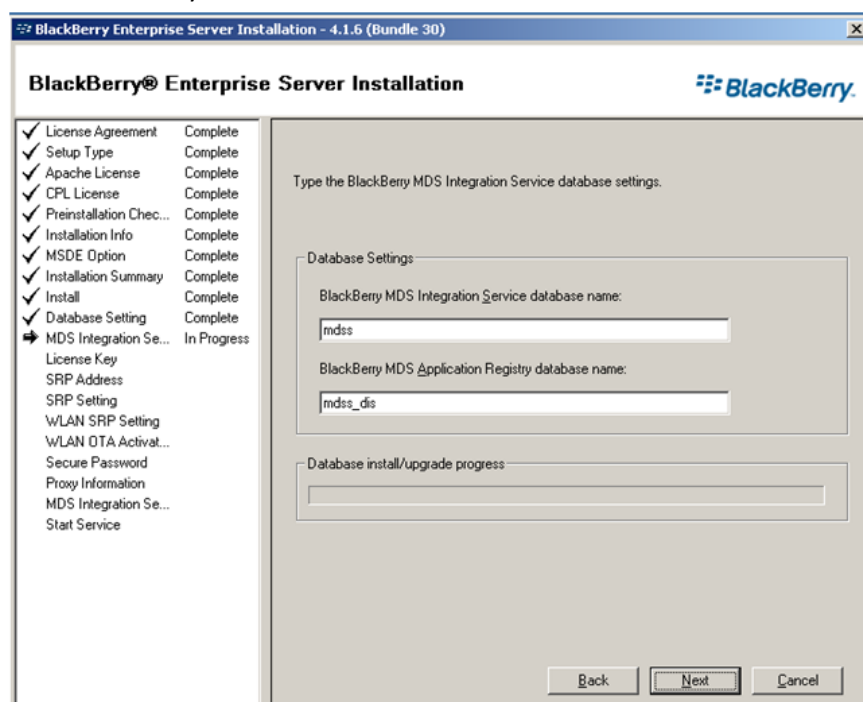 BlackBerry Enterprise Server Installation - 4.1.6 (Bundle 30)
BlackBerry® Enterprise Server Installation
BlackBerry.
License Agreement Complete
Setup Type Complete
Apache License Complete
CPL License Complete
Preinstallation Chec... Complete
Installation Info Complete
MSDE Option Complete
Installation Summary Complete
Install Complete
Database Setting Complete
MDS Integration Se... In Progress
License Key
SRP Address
SRP Setting
WLAN SRP Setting
WLAN OTA Activat...
Secure Password
Proxy Information
MDS Integration Se...
Start Service
Type the BlackBerry MDS Integration Service database settings.
Database Settings
BlackBerry MDS Integration Service database name:
mdss
BlackBerry MDS Application Registry database name:
mdss_dis
Database install/upgrade progress
Back Next Cancel